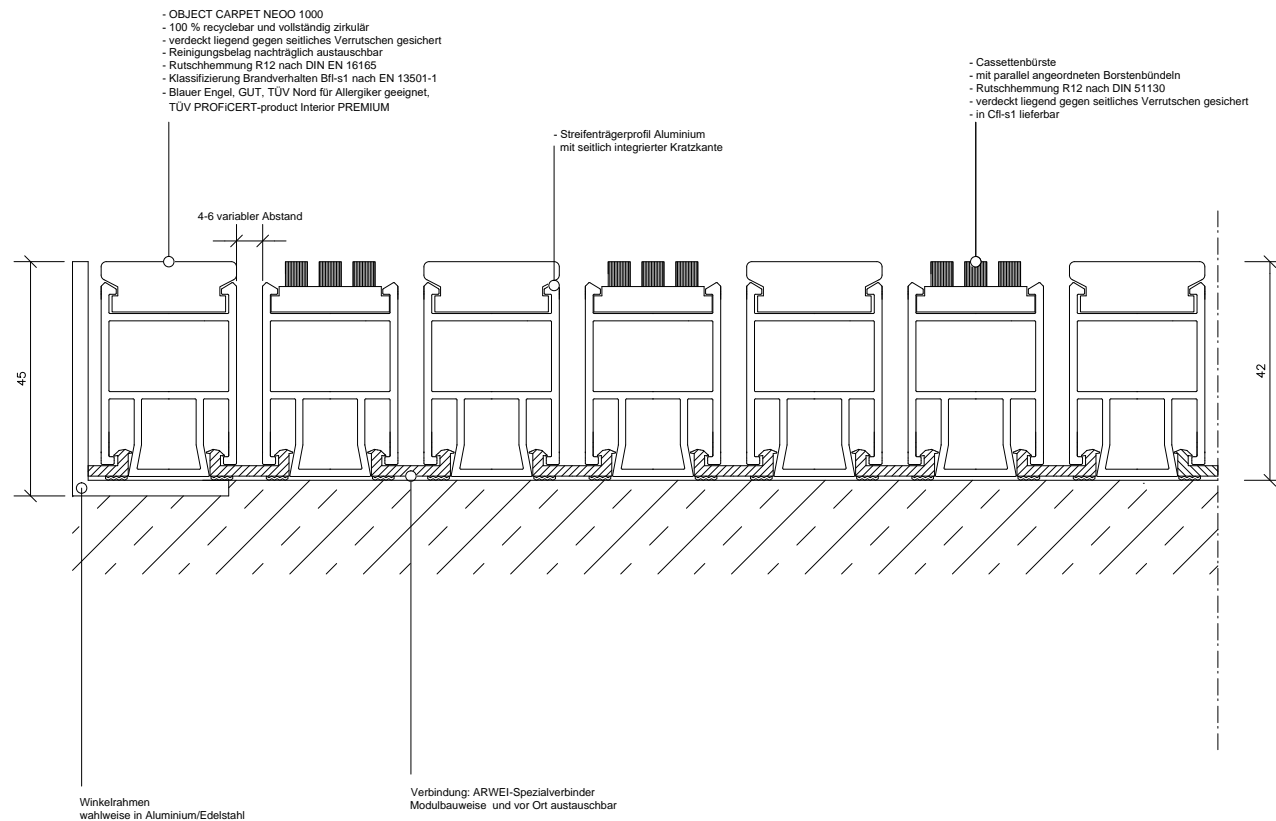 - OBJECT CARPET NEOO 1000
- 100 % recyclebar und vollständig zirkulär
- verdeckt liegend gegen seitliches Verrutschen gesichert
- Reinigungsbelag nachträglich austauschbar
- Rutschhemmung R12 nach DIN EN 16165
- Klassifizierung Brandverhalten Bfl-s1 nach EN 13501-1
- Blauer Engel, GUT, TÜV Nord für Allergiker geeignet,
TÜV PROFiCERT-product Interior PREMIUM
- Cassettenbürste
- mit parallel angeordneten Borstenbündeln
- Rutschhemmung R12 nach DIN 51130
- verdeckt liegend gegen seitliches Verrutschen gesichert
- in Cfl-s1 lieferbar
- Streifenträgerprofil Aluminium
mit seitlich integrierter Kratzkante
4-6 variabler Abstand
45
42
Winkelrahmen
wahlweise in Aluminium/Edelstahl
Verbindung: ARWEI-Spezialverbinder
Modulbauweise und vor Ort austauschbar